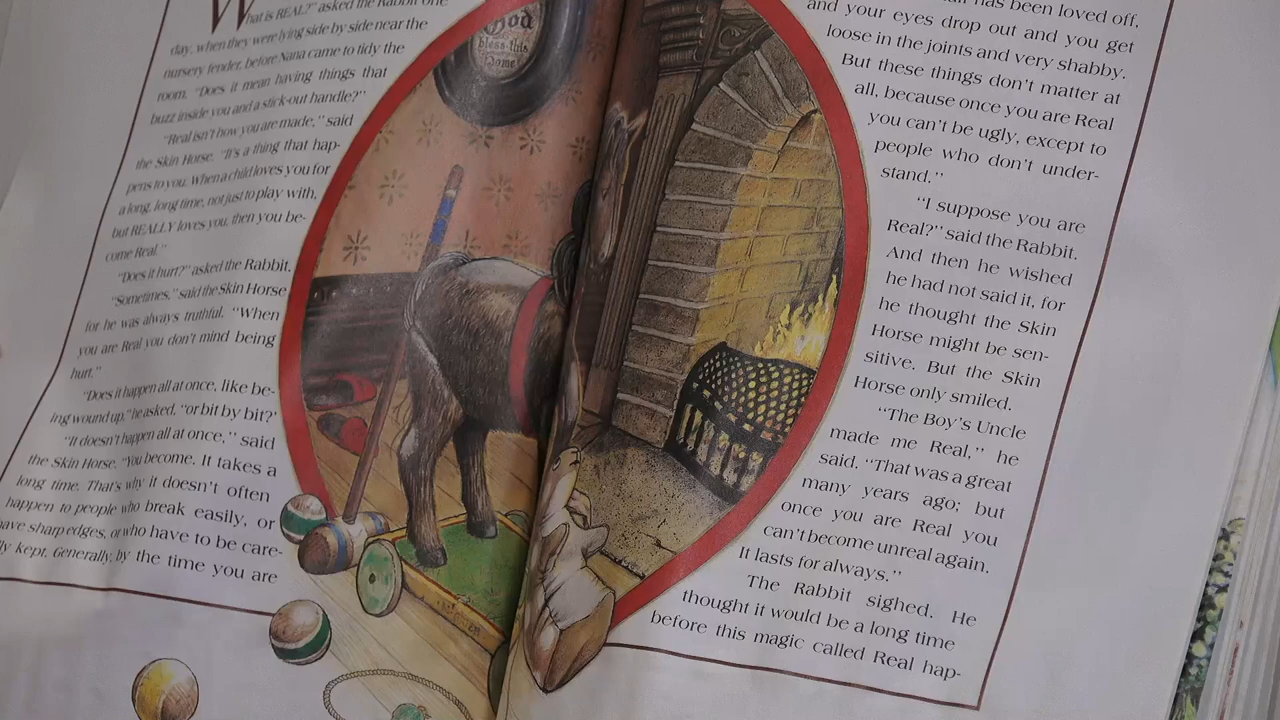 What is REAL?" asked the Rabbit one
day, when they were lying side by side near the
nursery fender, before Nana came to tidy the
room. "Does it mean having things that
buzz inside you and a stick-out handle?"
"Real isn't how you are made," said
the Skin Horse. "It's a thing that hap-
pens to you. When a child loves you for
a long, long time, not just to play with,
but REALLY loves you, then you be-
come Real."
"Does it hurt?" asked the Rabbit.
"Sometimes," said the Skin Horse
for he was always truthful. "When
you are Real you don't mind being
hurt."
"Does it happen all at once, like be-
ing wound up," he asked, "or bit by bit?"
"It doesn't happen all at once," said
the Skin Horse. "You become. It takes a
long time. That's why it doesn't often
happen to people who break easily, or
have sharp edges, or who have to be care-
ly kept. Generally, by the time you are
God
bless this
Home
has been loved off,
and your eyes drop out and you get
loose in the joints and very shabby.
But these things don't matter at
all, because once you are Real
you can't be ugly, except to
people who don't under-
stand."
"I suppose you are
Real?" said the Rabbit.
And then he wished
he had not said it, for
he thought the Skin
Horse might be sen-
sitive. But the Skin
Horse only smiled.
"The Boy's Uncle
made me Real," he
said. "That was a great
many years ago; but
once you are Real you
can't become unreal again.
It lasts for always."
The Rabbit sighed. He
thought it would be a long time
before this magic called Real hap-